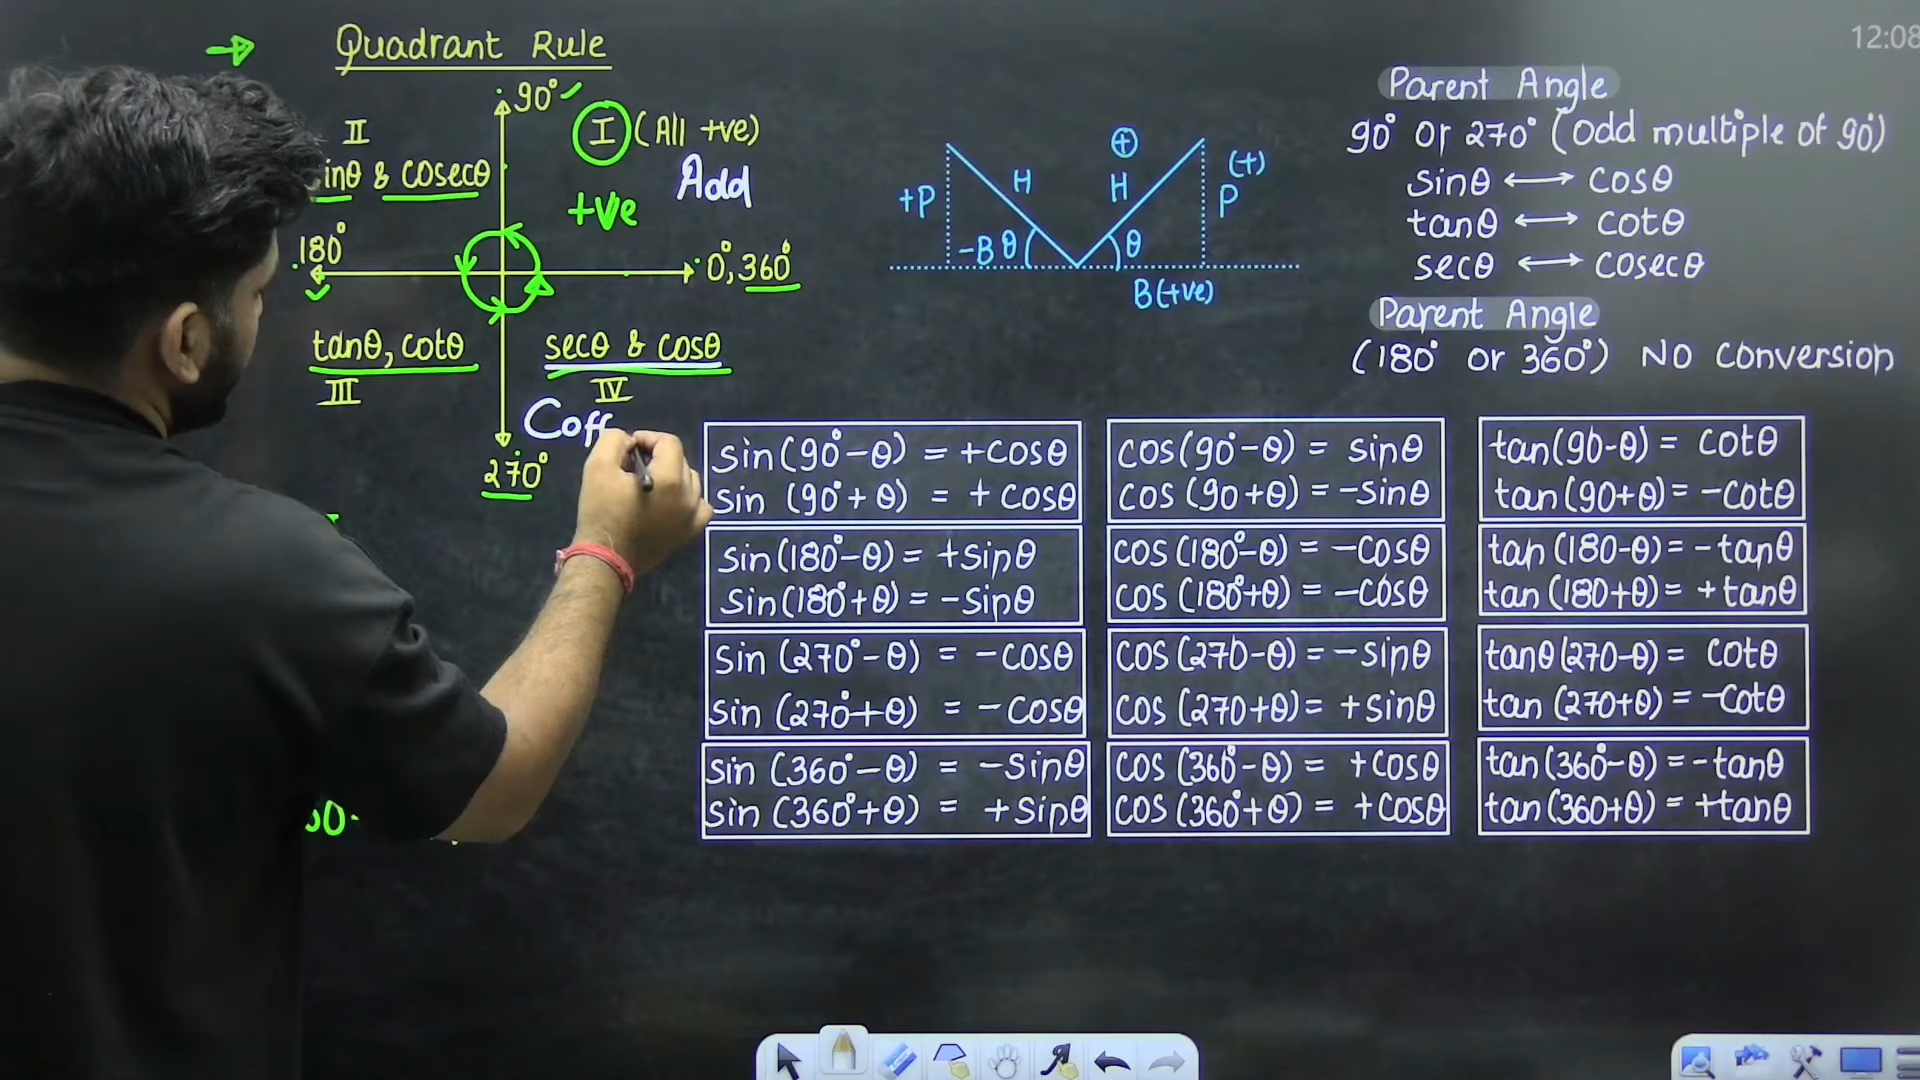 Quadrant Rule
90°
II
I (All +ve)
inθ & cosecθ
Add
+ve
180°
0°, 360°
tanθ, cotθ
III
secθ & cosθ
IV
Coff
270°
+P
H
-B θ
⊕
H
θ
(+)
P
B(+ve)
12:08
Parent Angle
90° or 270° (odd multiple of 90°)
sinθ ⟷ cosθ
tanθ ⟷ cotθ
secθ ⟷ cosecθ
Parent Angle
(180° or 360°) NO conversion
sin(90°-θ) = +cosθ
sin (90°+θ) = + cosθ
sin(180°-θ) = +sinθ
sin(180°+θ) = -sinθ
sin (270°-θ) = -cosθ
sin (270°+θ) = - cosθ
sin (360°-θ) = -sinθ
sin (360°+θ) = +sinθ
cos(90°-θ) = sinθ
cos (90+θ) = -sinθ
cos (180°-θ) = -cosθ
cos (180°+θ) = -cosθ
cos (270-θ) = -sinθ
cos (270+θ) = +sinθ
cos (360°-θ) = +cosθ
cos (360°+θ) = +cosθ
tan(90-θ) = cotθ
tan(90+θ) = -cotθ
tan (180-θ) = -tanθ
tan (180+θ) = +tanθ
tanθ(270-θ) = cotθ
tan (270+θ) = -cotθ
tan(360°-θ) = -tanθ
tan(360+θ) = +tanθ